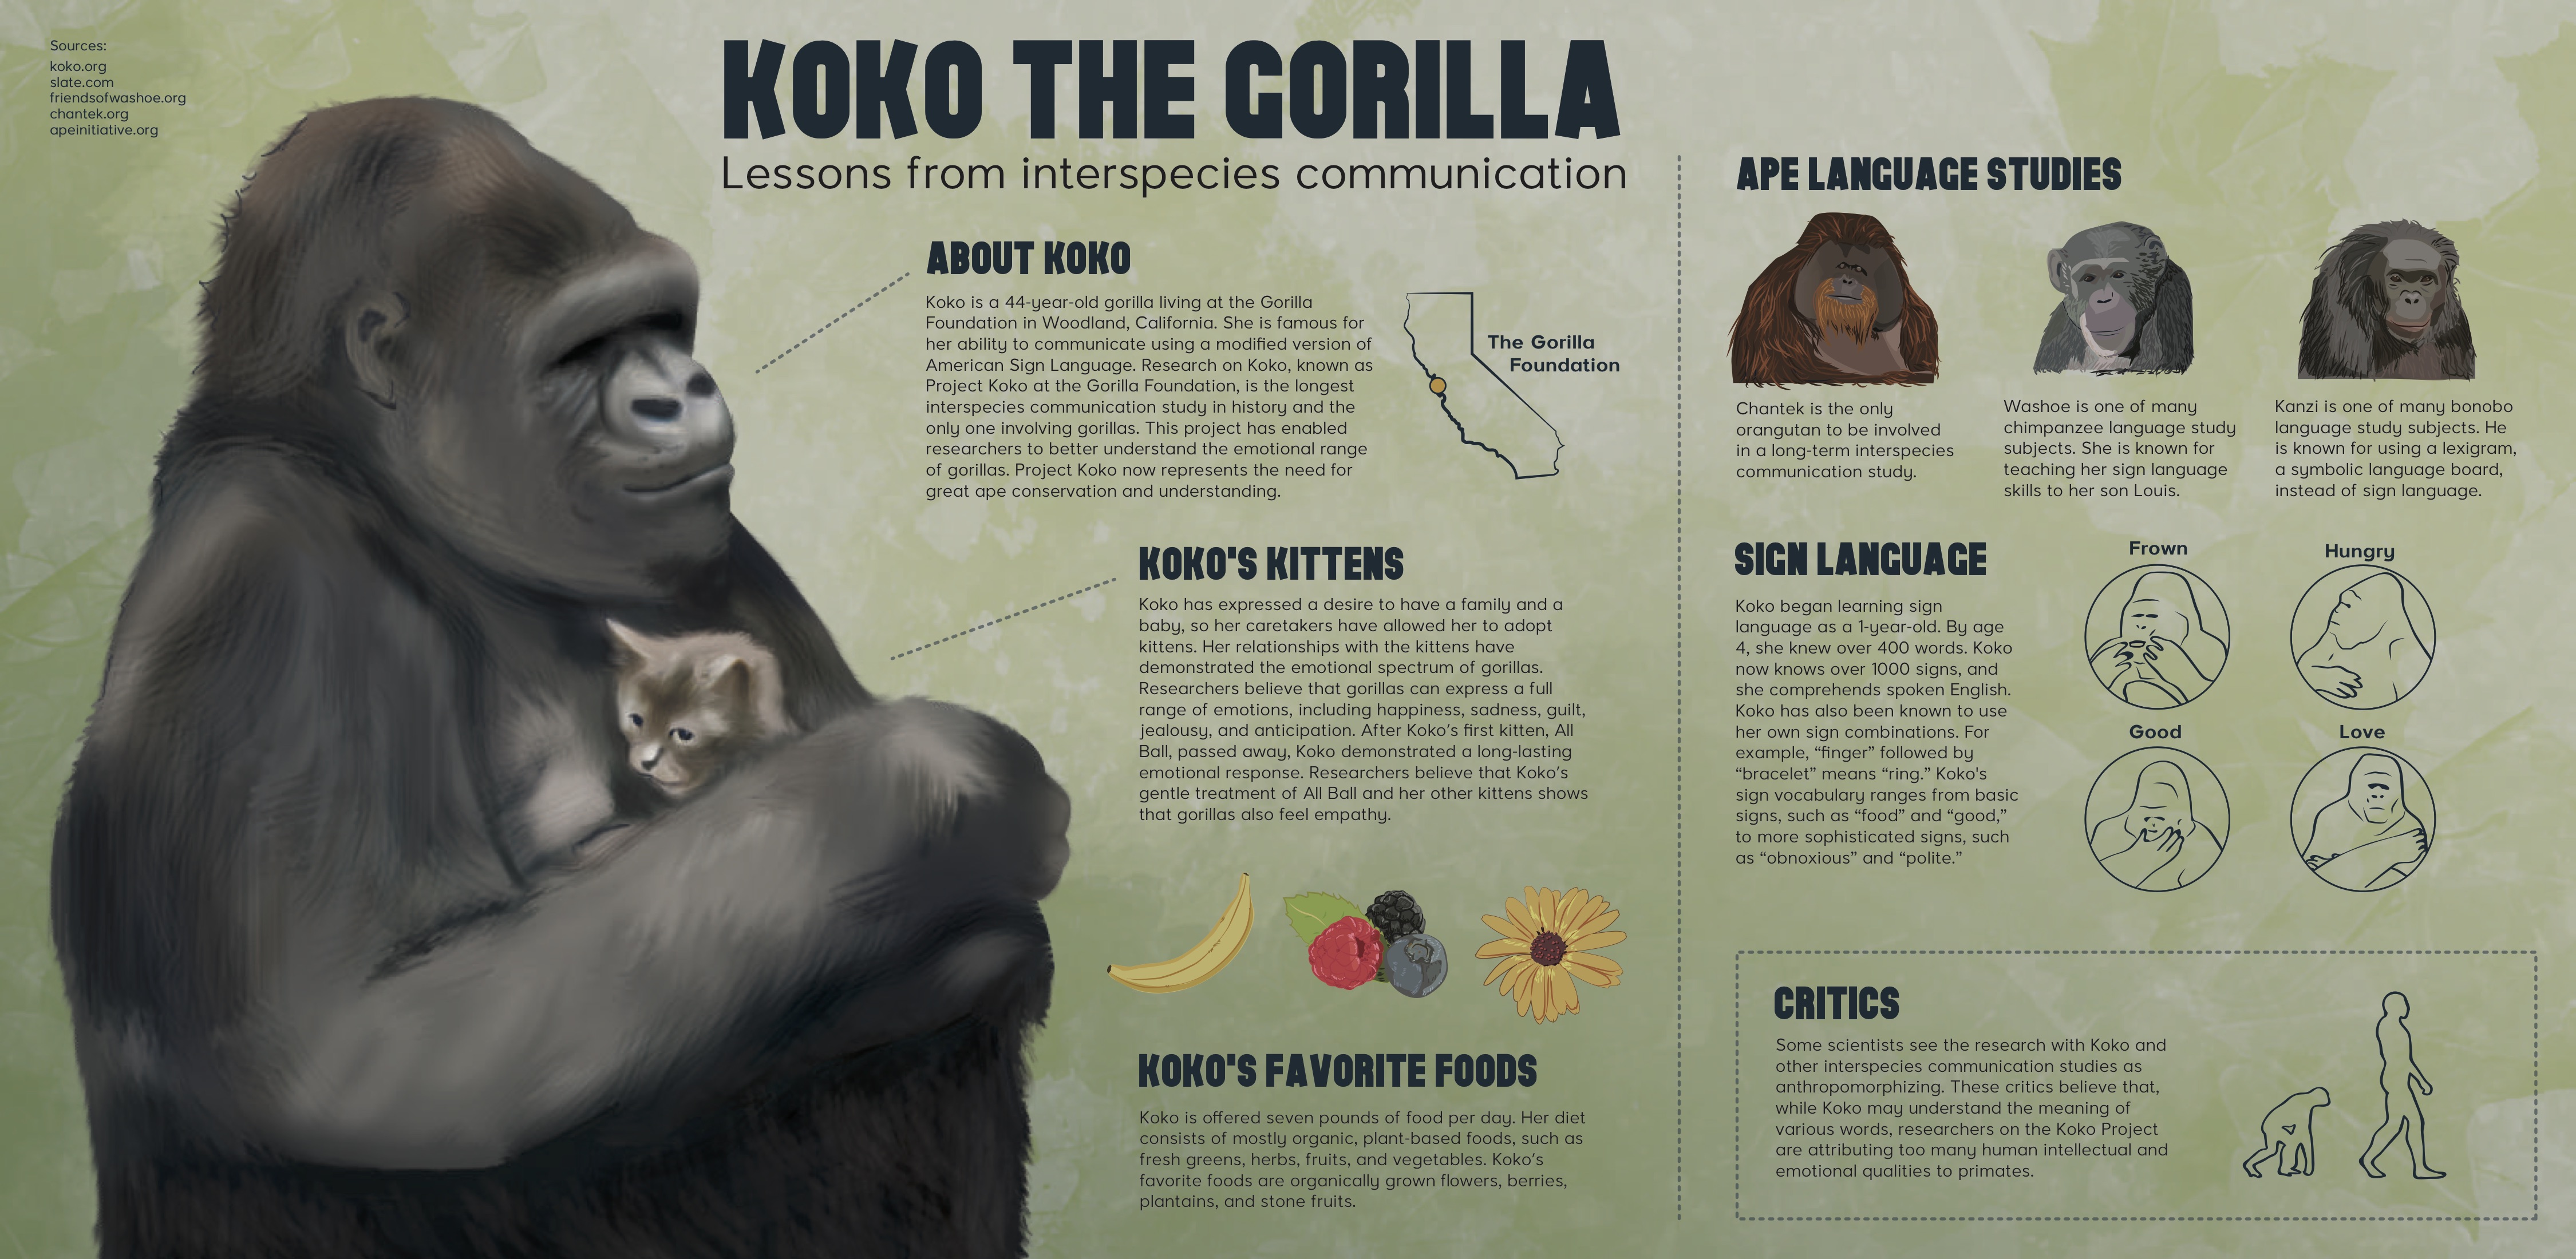 Sources:
koko.org
slate.com
friendsofwashoe.org
chantek.org
apeinitiative.org
KOKO THE GORILLA
Lessons from interspecies communication
ABOUT KOKO
Koko is a 44-year-old gorilla living at the Gorilla
Foundation in Woodland, California. She is famous for
her ability to communicate using a modified version of
American Sign Language. Research on Koko, known as
Project Koko at the Gorilla Foundation, is the longest
interspecies communication study in history and the
only one involving gorillas. This project has enabled
researchers to better understand the emotional range
of gorillas. Project Koko now represents the need for
great ape conservation and understanding.
The Gorilla
Foundation
KOKO'S KITTENS
Koko has expressed a desire to have a family and a
baby, so her caretakers have allowed her to adopt
kittens. Her relationships with the kittens have
demonstrated the emotional spectrum of gorillas.
Researchers believe that gorillas can express a full
range of emotions, including happiness, sadness, guilt,
jealousy, and anticipation. After Koko's first kitten, All
Ball, passed away, Koko demonstrated a long-lasting
emotional response. Researchers believe that Koko's
gentle treatment of All Ball and her other kittens shows
that gorillas also feel empathy.
KOKO'S FAVORITE FOODS
Koko is offered seven pounds of food per day. Her diet
consists of mostly organic, plant-based foods, such as
fresh greens, herbs, fruits, and vegetables. Koko's
favorite foods are organically grown flowers, berries,
plantains, and stone fruits.
APE LANGUAGE STUDIES
Chantek is the only
orangutan to be involved
in a long-term interspecies
communication study.
Washoe is one of many
chimpanzee language study
subjects. She is known for
teaching her sign language
skills to her son Louis.
Kanzi is one of many bonobo
language study subjects. He
is known for using a lexigram,
a symbolic language board,
instead of sign language.
SIGN LANGUAGE
Koko began learning sign
language as a 1-year-old. By age
4, she knew over 400 words. Koko
now knows over 1000 signs, and
she comprehends spoken English.
Koko has also been known to use
her own sign combinations. For
example, “finger” followed by
“bracelet” means “ring.” Koko's
sign vocabulary ranges from basic
signs, such as “food” and “good,”
to more sophisticated signs, such
as “obnoxious” and “polite.”
Frown
Hungry
Good
Love
CRITICS
Some scientists see the research with Koko and
other interspecies communication studies as
anthropomorphizing. These critics believe that,
while Koko may understand the meaning of
various words, researchers on the Koko Project
are attributing too many human intellectual and
emotional qualities to primates.